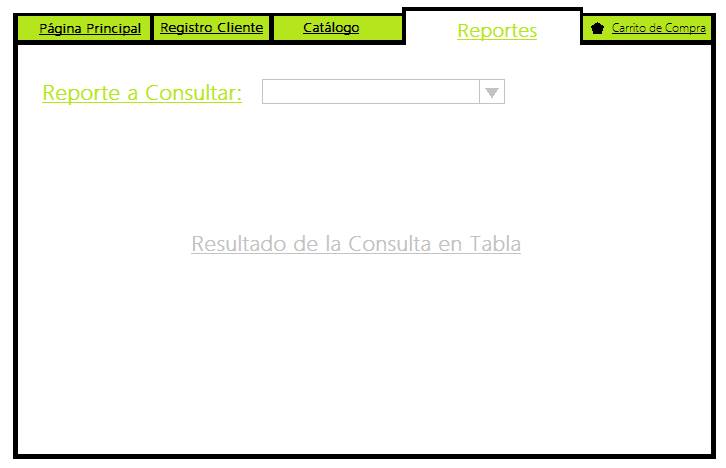 Página Principal
Registro Cliente
Catálogo
Reportes
Carrito de Compra
Reporte a Consultar:
Resultado de la Consulta en Tabla